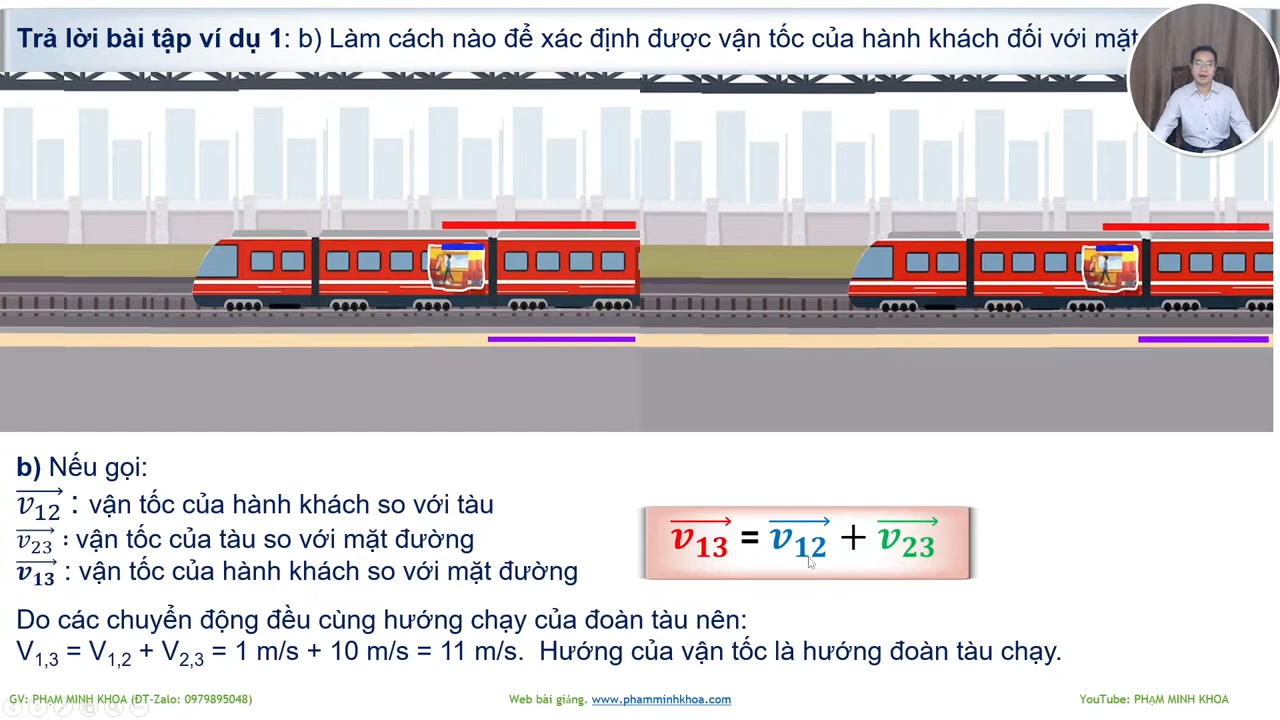 Trả lời bài tập ví dụ 1: b) Làm cách nào để xác định được vận tốc của hành khách đối với mặt
b) Nếu gọi:
v₁₂ : vận tốc của hành khách so với tàu
v₂₃ : vận tốc của tàu so với mặt đường
v₁₃ : vận tốc của hành khách so với mặt đường
v₁₃ = v₁₂ + v₂₃
Do các chuyển động đều cùng hướng chạy của đoàn tàu nên:
V1,3 = V1,2 + V2,3 = 1 m/s + 10 m/s = 11 m/s. Hướng của vận tốc là hướng đoàn tàu chạy.
GV: PHẠM MINH KHOA (ĐT-Zalo: 0979895048)
Web bài giảng. www.phamminhkhoa.com
YouTube: PHẠM MINH KHOA